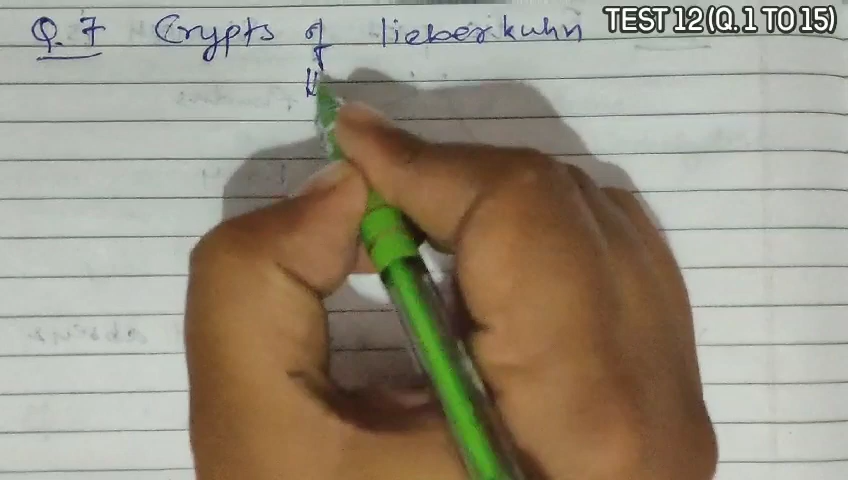 Q.7 Crypts of lieberkuhn
TEST 12 (Q. 1 TO 15)